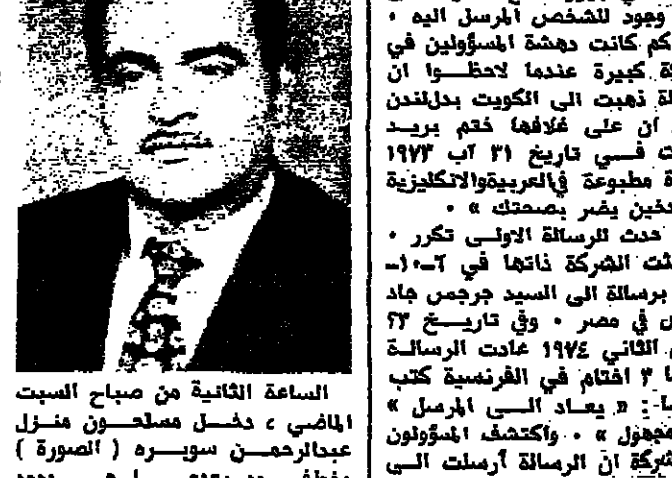 وجود للشخص المرسل اليه .
كم كانت دهشة المسؤولين في
كبيرة عندما لاحظوا ان
ذهبت الى الكويت بدل لندن
ان على غلافها ختم بريد
فسي تاريخ ٣١ آب ١٩٧٣
مطبوعة في العربية والانكليزية
يضر بصحتك » .
حدث للرسالة الاولى تكرر .
الشركة ذاتها في
برسالة الى السيد جرجس جاد
في مصر . وفي تاريخ ٢٣
الثاني ١٩٧٤ عادت الرسالة
٣ اختام في الفرنسية كتب
« يعاد الى المرسل »
مجهول » . واكتشف المسؤولون
ان الرسالة أرسلت الى
الساعة الثانية من صباح السبت
الماضي ، دخل مسلحون منزل
عبدالرحمن سوبره ( الصورة )